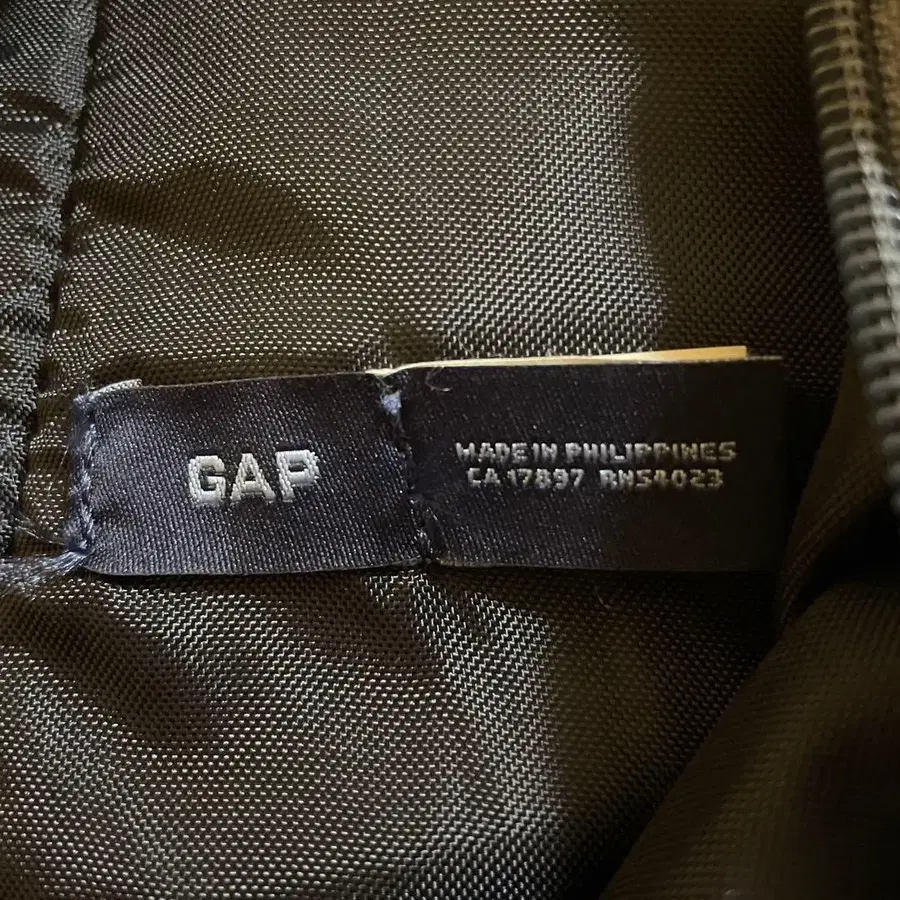 GAP
MADE IN PHILIPPINES
CA 17897 RN54023